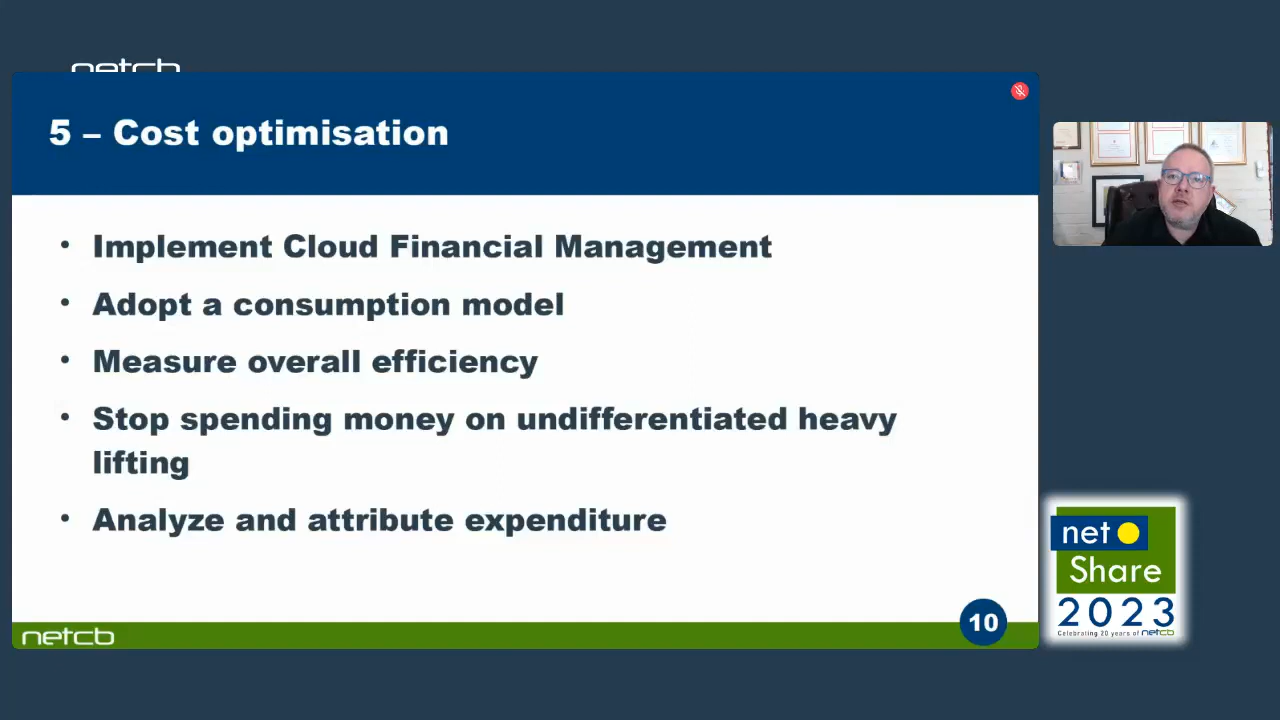 netcb
5 – Cost optimisation
• Implement Cloud Financial Management
• Adopt a consumption model
• Measure overall efficiency
• Stop spending money on undifferentiated heavy
lifting
• Analyze and attribute expenditure
10
netcb
net
Share
2023
Celebrating 20 years of netcb